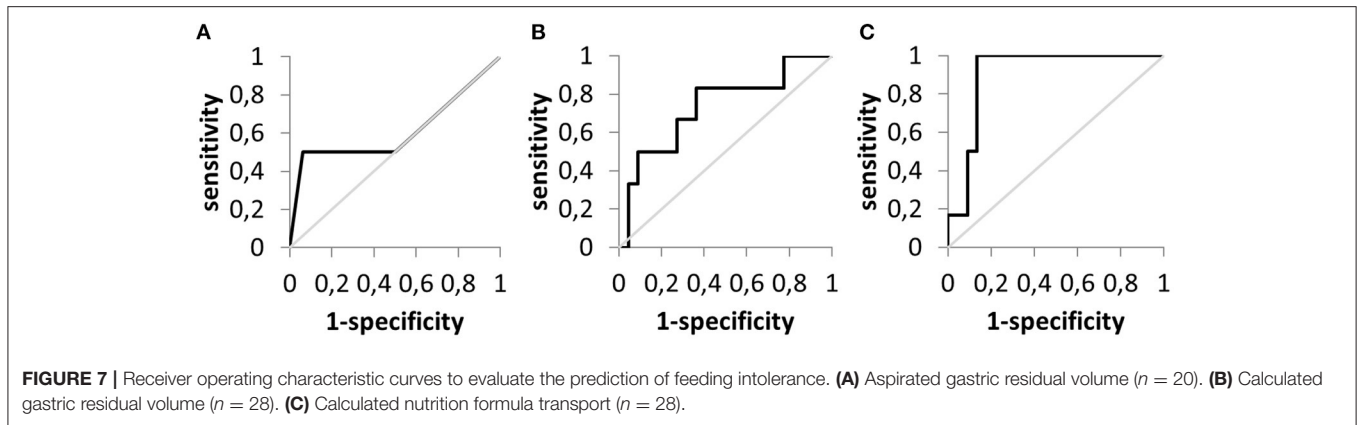 A
B
C
1
0,8
0,6
0,4
0,2
0
sensitivity
0 0,2 0,4 0,6 0,8 1
1-specificity
1
0,8
0,6
0,4
0,2
0
sensitivity
0 0,2 0,4 0,6 0,8 1
1-specificity
1
0,8
0,6
0,4
0,2
0
sensitivity
0 0,2 0,4 0,6 0,8 1
1-specificity
FIGURE 7 | Receiver operating characteristic curves to evaluate the prediction of feeding intolerance. (A) Aspirated gastric residual volume (n = 20). (B) Calculated
gastric residual volume (n = 28). (C) Calculated nutrition formula transport (n = 28).